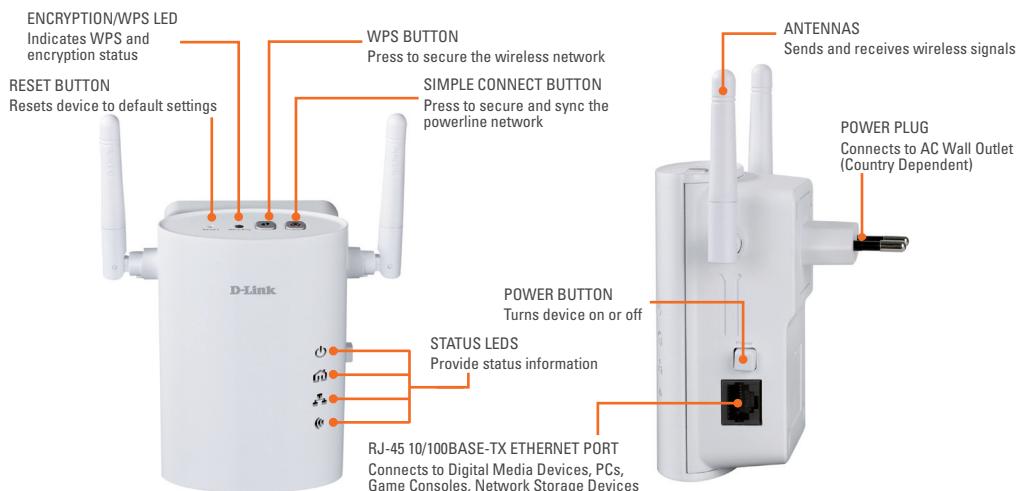 ENCRYPTION/WPS LED
Indicates WPS and
encryption status
RESET BUTTON
Resets device to default settings
WPS BUTTON
Press to secure the wireless network
SIMPLE CONNECT BUTTON
Press to secure and sync the
powerline network
ANTENNAS
Sends and receives wireless signals
POWER PLUG
Connects to AC Wall Outlet
(Country Dependent)
D-Link
POWER BUTTON
Turns device on or off
STATUS LEDS
Provide status information
RJ-45 10/100BASE-TX ETHERNET PORT
Connects to Digital Media Devices, PCs,
Game Consoles, Network Storage Devices